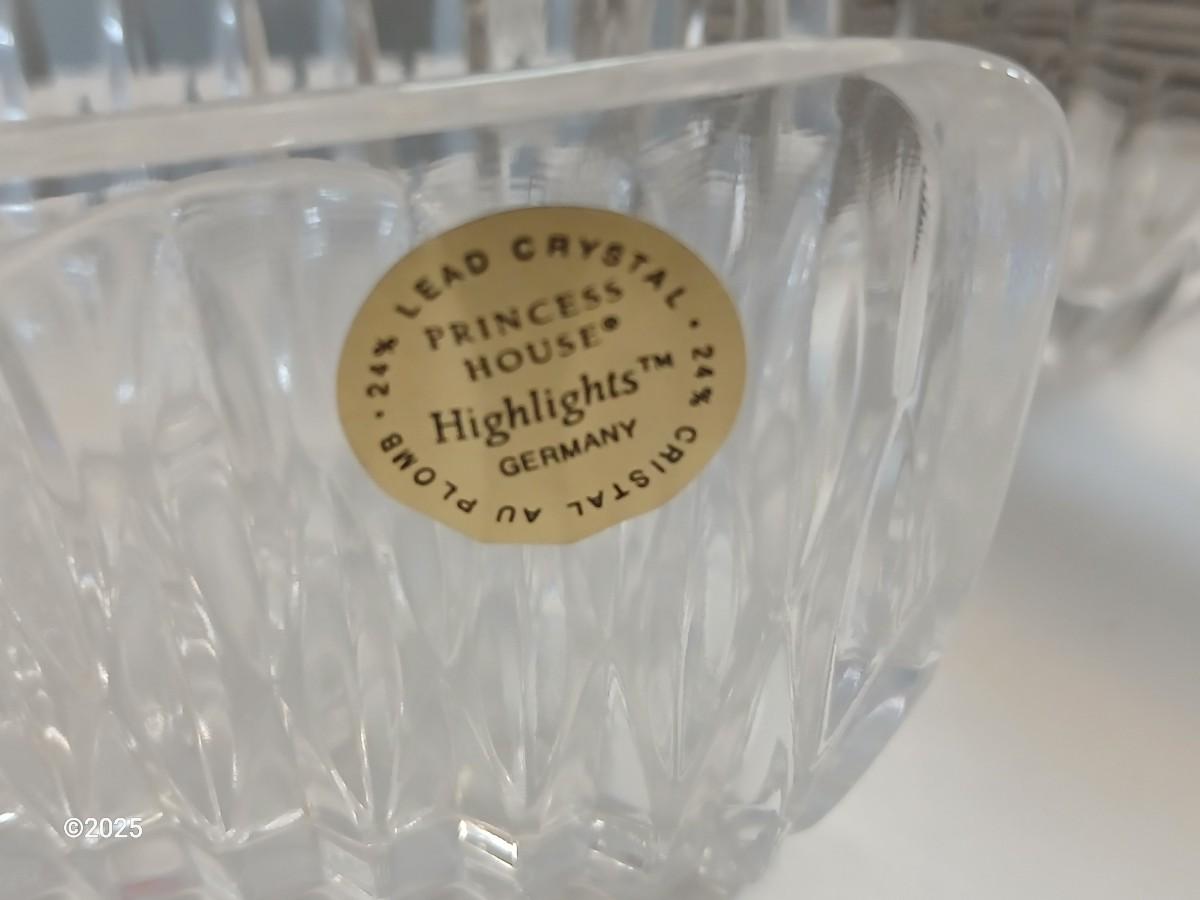 · 24% LEAD CRYSTAL · 24% CRISTAL AU PLOMB
PRINCESS
HOUSE®
Highlights™
GERMANY
©2025